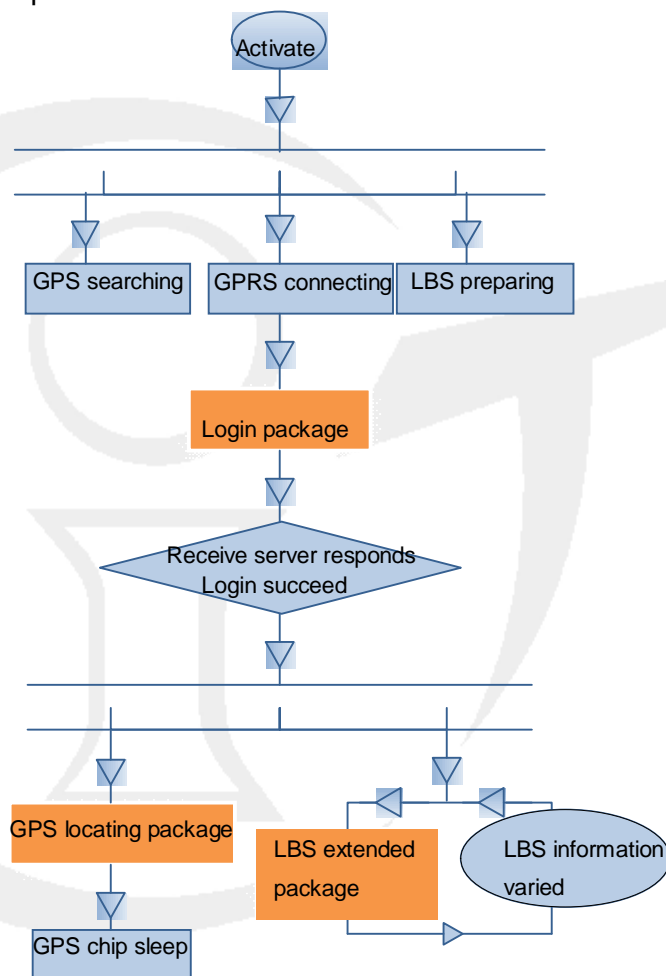 Activate
GPS searching
GPRS connecting
LBS preparing
Login package
Receive server responds
Login succeed
GPS locating package
LBS extended
package
LBS information
varied
GPS chip sleep